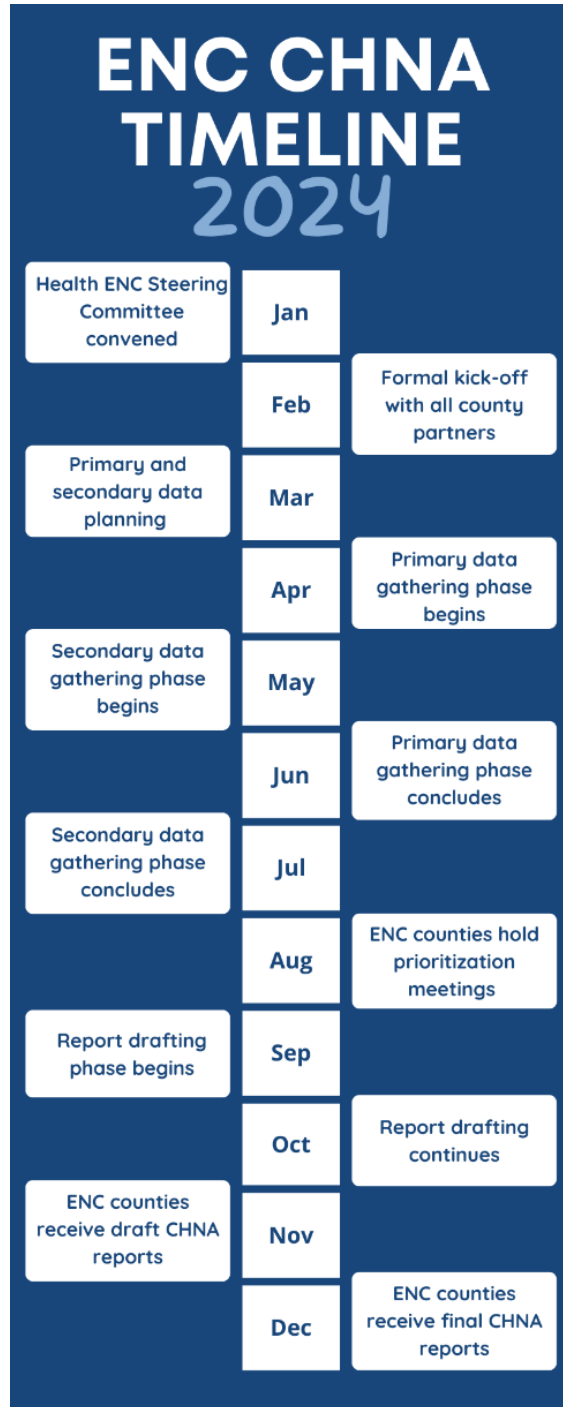 ENC CHNA
TIMELINE
2024
Health ENC Steering
Committee
convened
Jan
Feb
Formal kick-off
with all county
partners
Primary and
secondary data
planning
Mar
Apr
Primary data
gathering phase
begins
Secondary data
gathering phase
begins
May
Jun
Primary data
gathering phase
concludes
Secondary data
gathering phase
concludes
Jul
Aug
ENC counties hold
prioritization
meetings
Report drafting
phase begins
Sep
Oct
Report drafting
continues
ENC counties
receive draft CHNA
reports
Nov
Dec
ENC counties
receive final CHNA
reports